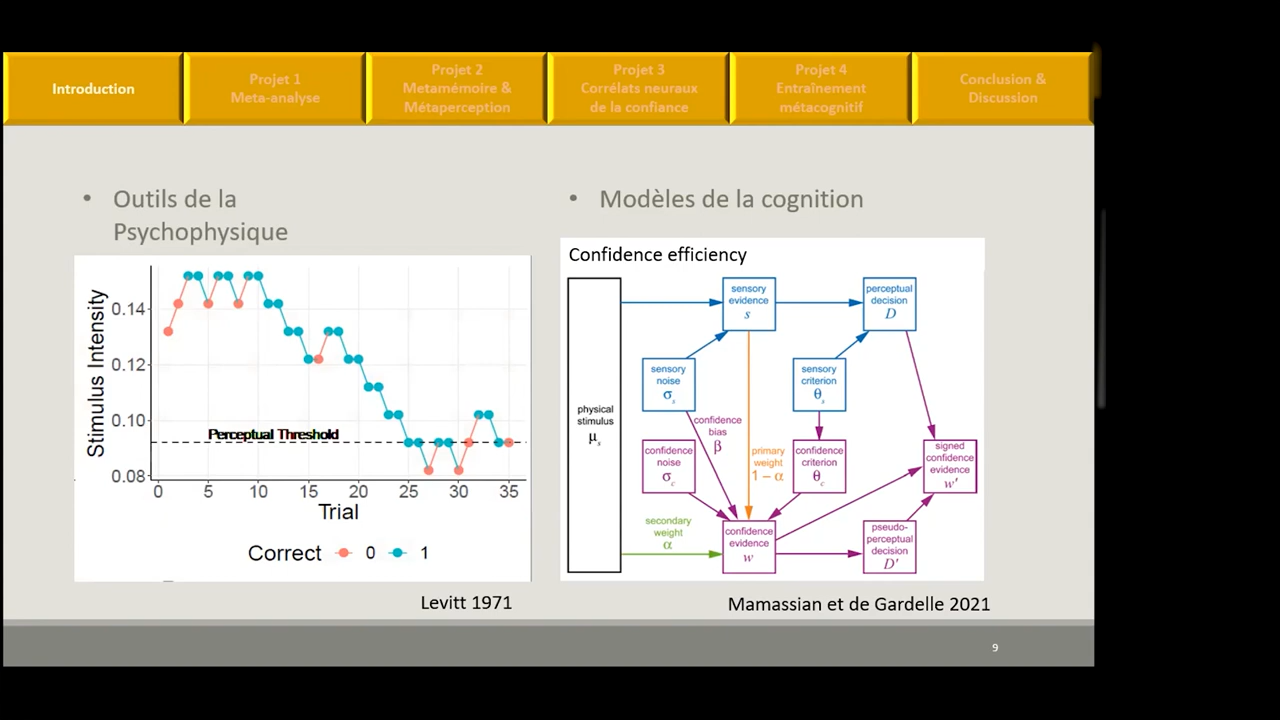 Introduction
Projet 1
Meta-analyse
Projet 2
Metamémoire &
Métaperception
Projet 3
Corrélats neuraux
de la confiance
Projet 4
Entraînement
métacognitif
Conclusion &
Discussion
• Outils de la
Psychophysique
Stimulus Intensity
0.14
0.12
0.10
0.08
Perceptual Threshold
0 5 10 15 20 25 30 35
Trial
Correct 0 1
Levitt 1971
• Modèles de la cognition
Confidence efficiency
physical
stimulus
μs
sensory
evidence
s
perceptual
decision
D
sensory
noise
σs
sensory
criterion
θs
confidence
bias
β
confidence
noise
σc
primary
weight
1 – α
confidence
criterion
θc
signed
confidence
evidence
w'
secondary
weight
α
confidence
evidence
w
pseudo-
perceptual
decision
D'
Mamassian et de Gardelle 2021
9